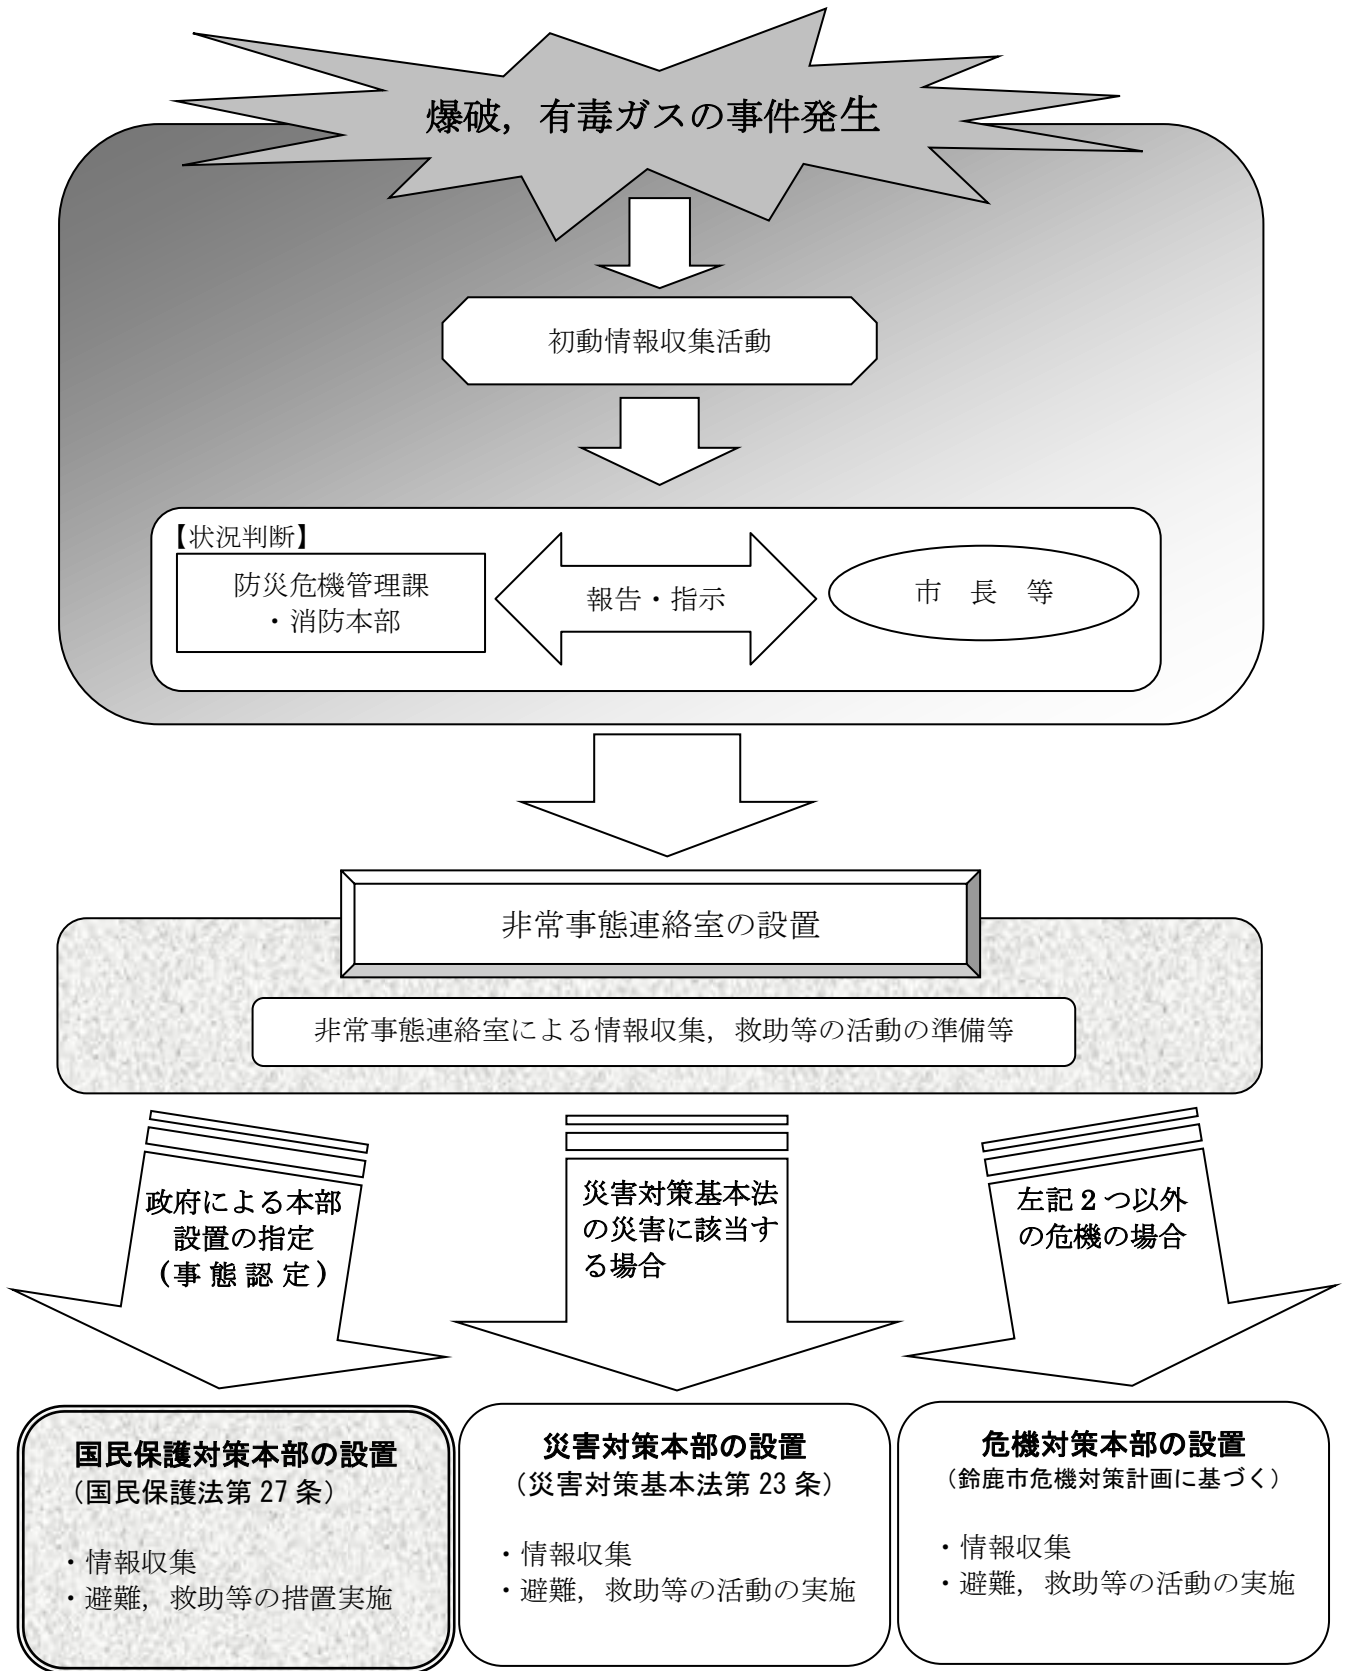 爆破，有毒ガスの事件発生
初動情報収集活動
【状況判断】
防災危機管理課
・消防本部
報告・指示
市　長　等
非常事態連絡室の設置
非常事態連絡室による情報収集，救助等の活動の準備等
政府による本部
設置の指定
（事 態 認 定）
災害対策基本法
の災害に該当す
る場合
左記２つ以外
の危機の場合
国民保護対策本部の設置
（国民保護法第 27 条）
・情報収集
・避難，救助等の措置実施
災害対策本部の設置
（災害対策基本法第 23 条）
・情報収集
・避難，救助等の活動の実施
危機対策本部の設置
（鈴鹿市危機対策計画に基づく）
・情報収集
・避難，救助等の活動の実施